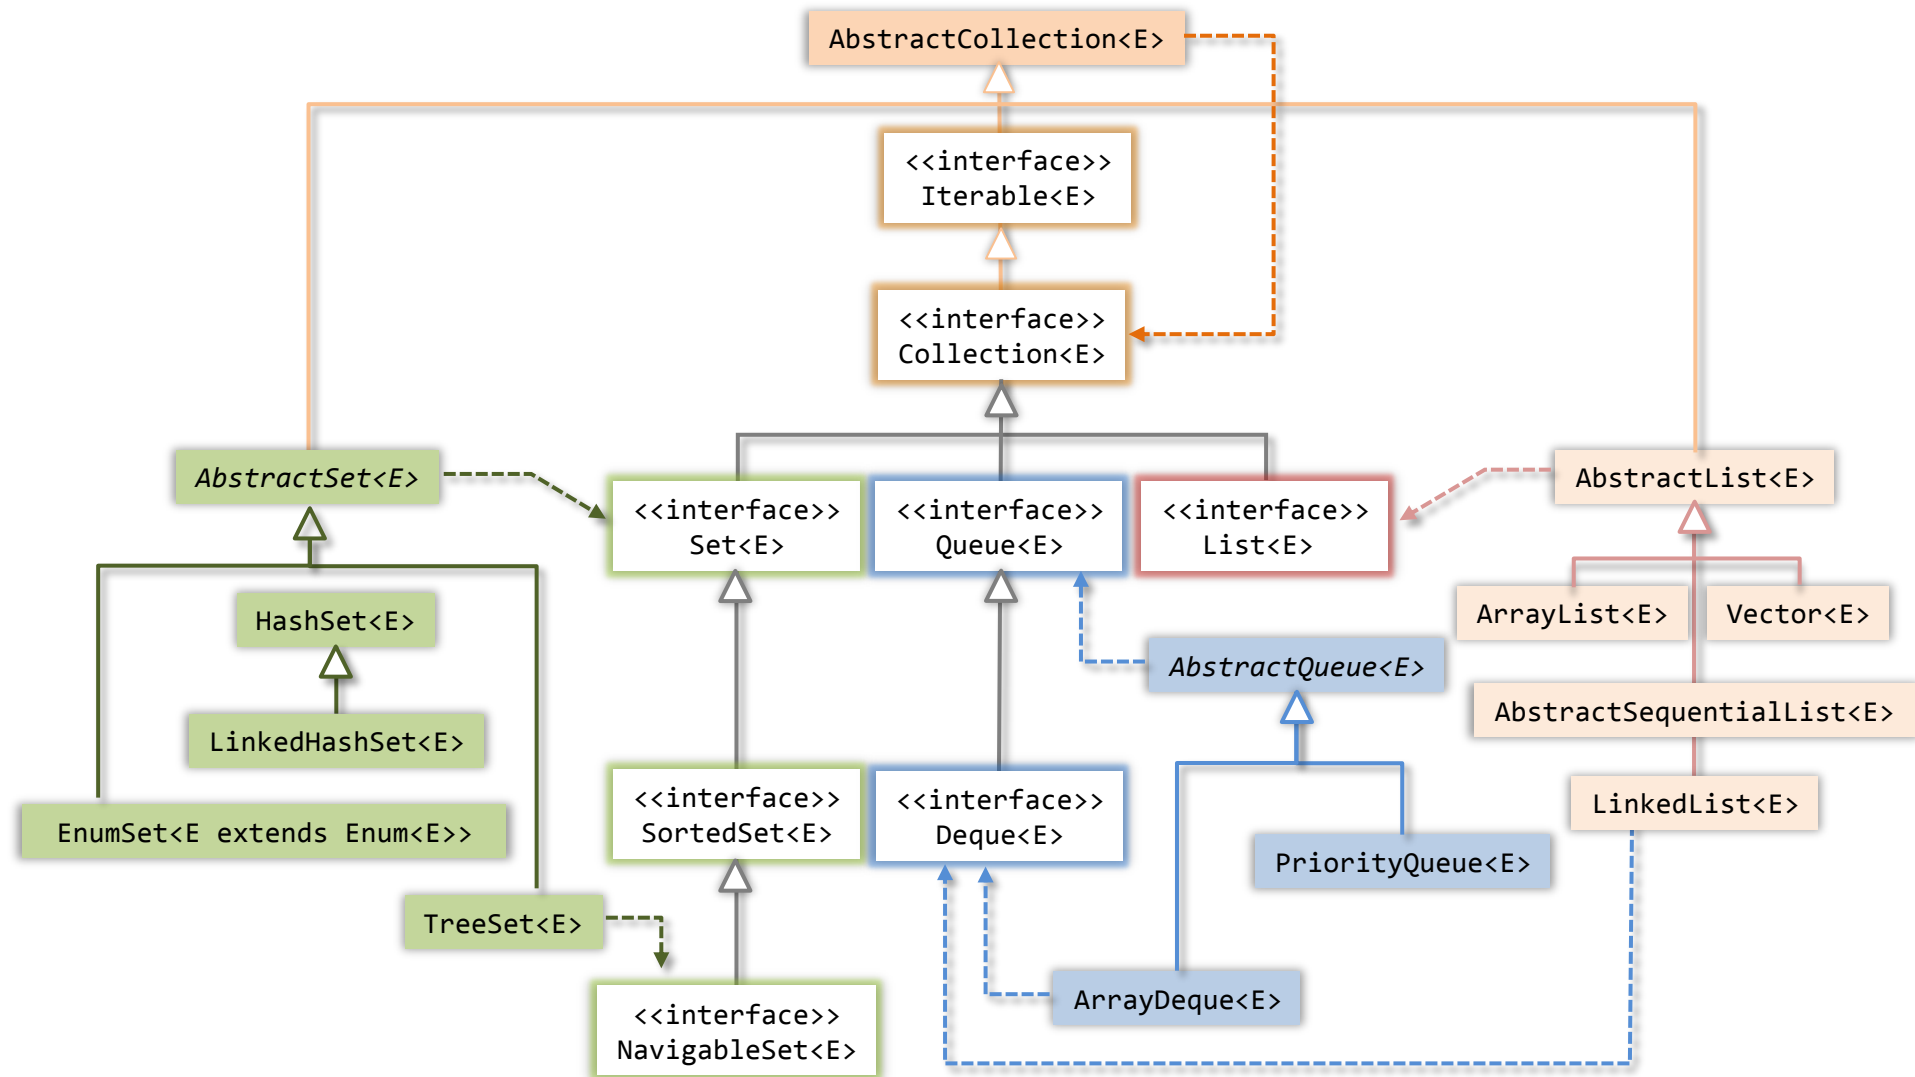 AbstractCollection<E>
<<interface>>
Iterable<E>
<<interface>>
Collection<E>
AbstractSet<E>
<<interface>>
Set<E>
<<interface>>
Queue<E>
<<interface>>
List<E>
AbstractList<E>
HashSet<E>
ArrayList<E>
Vector<E>
AbstractQueue<E>
LinkedHashSet<E>
AbstractSequentialList<E>
EnumSet<E extends Enum<E>>
<<interface>>
SortedSet<E>
<<interface>>
Deque<E>
LinkedList<E>
PriorityQueue<E>
TreeSet<E>
ArrayDeque<E>
<<interface>>
NavigableSet<E>